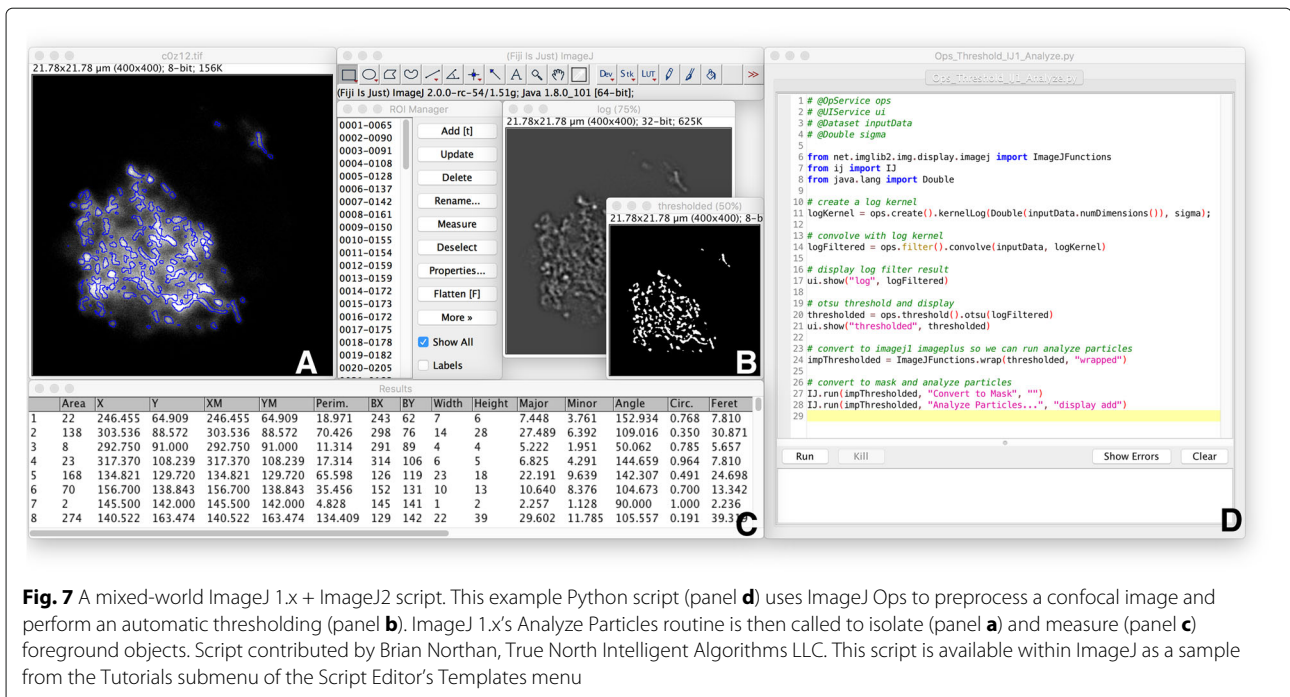 c0z12.tif
21.78x21.78 µm (400x400); 8-bit; 156K
A
(Fiji Is Just) ImageJ
A
Dev Stk LUT >>
(Fiji Is Just) ImageJ 2.0.0-rc-54/1.51g; Java 1.8.0_101 [64-bit];
ROI Manager
0001-0065
0002-0090
0003-0091
0004-0108
0005-0128
0006-0137
0007-0142
0008-0161
0009-0150
0010-0155
0011-0154
0012-0159
0013-0159
0014-0172
0015-0173
0016-0172
0017-0175
0018-0178
0019-0182
0020-0205
Add [t]
Update
Delete
Rename...
Measure
Deselect
Properties...
Flatten [F]
More »
Show All
Labels
log (75%)
21.78x21.78 µm (400x400); 32-bit; 625K
thresholded (50%)
21.78x21.78 µm (400x400); 8-b
B
Results
Area X Y XM YM Perim. BX BY Width Height Major Minor Angle Circ. Feret
1 22 246.455 64.909 246.455 64.909 18.971 243 62 7 6 7.448 3.761 152.934 0.768 7.810
2 138 303.536 88.572 303.536 88.572 70.426 298 76 14 28 27.489 6.392 109.016 0.350 30.871
3 8 292.750 91.000 292.750 91.000 11.314 291 89 4 4 5.222 1.951 50.062 0.785 5.657
4 23 317.370 108.239 317.370 108.239 17.314 314 106 6 5 6.825 4.291 144.659 0.964 7.810
5 168 134.821 129.720 134.821 129.720 65.598 126 119 23 18 22.191 9.639 142.307 0.491 24.698
6 70 156.700 138.843 156.700 138.843 35.456 152 131 10 13 10.640 8.376 104.673 0.700 13.342
7 2 145.500 142.000 145.500 142.000 4.828 145 141 1 2 2.257 1.128 90.000 1.000 2.236
8 274 140.522 163.474 140.522 163.474 134.409 129 142 22 39 29.602 11.785 105.557 0.191
C
Ops_Threshold_IJ1_Analyze.py
Ops_Threshold_IJ1_Analyze.py
1 # @OpService ops
2 # @UIService ui
3 # @Dataset inputData
4 # @Double sigma
5
6 from net.imglib2.img.display.imagej import ImageJFunctions
7 from ij import IJ
8 from java.lang import Double
9
10 # create a log kernel
11 logKernel = ops.create().kernelLog(Double(inputData.numDimensions()), sigma);
12
13 # convolve with log kernel
14 logFiltered = ops.filter().convolve(inputData, logKernel)
15
16 # display log filter result
17 ui.show("log", logFiltered)
18
19 # otsu threshold and display
20 thresholded = ops.threshold().otsu(logFiltered)
21 ui.show("thresholded", thresholded)
22
23 # convert to imagej1 imageplus so we can run analyze particles
24 impThresholded = ImageJFunctions.wrap(thresholded, "wrapped")
25
26 # convert to mask and analyze particles
27 IJ.run(impThresholded, "Convert to Mask", "")
28 IJ.run(impThresholded, "Analyze Particles...", "display add")
29
Run Kill Show Errors Clear
D
Fig. 7 A mixed-world ImageJ 1.x + ImageJ2 script. This example Python script (panel d) uses ImageJ Ops to preprocess a confocal image and
perform an automatic thresholding (panel b). ImageJ 1.x's Analyze Particles routine is then called to isolate (panel a) and measure (panel c)
foreground objects. Script contributed by Brian Northan, True North Intelligent Algorithms LLC. This script is available within ImageJ as a sample
from the Tutorials submenu of the Script Editor's Templates menu